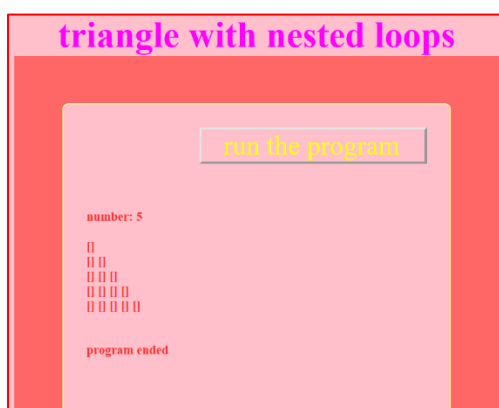 triangle with nested loops
run the program
number: 5
[]
[] []
[] [] []
[] [] [] []
[] [] [] [] []
program ended